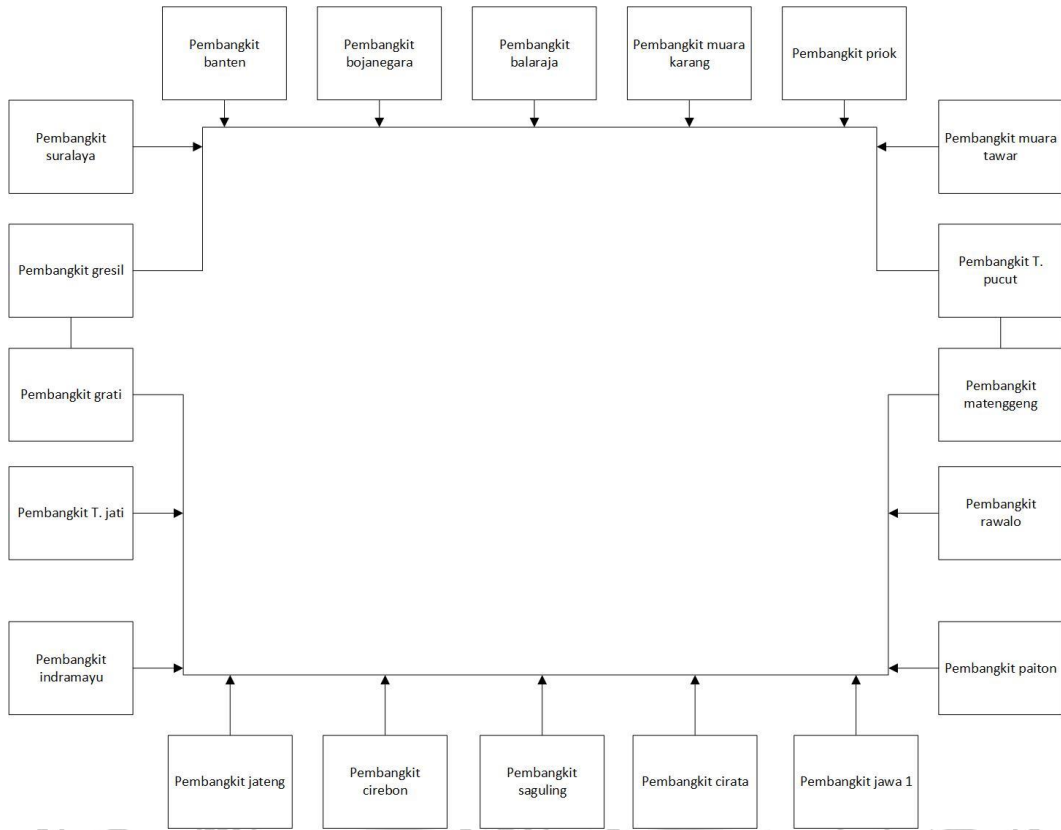 Pembangkit
banten
Pembangkit
bojanegara
Pembangkit
balaraja
Pembangkit muara
karang
Pembangkit priok
Pembangkit
suralaya
Pembangkit muara
tawar
Pembangkit gresil
Pembangkit T.
pucut
Pembangkit grati
Pembangkit
matenggeng
Pembangkit T. jati
Pembangkit
rawalo
Pembangkit
indramayu
Pembangkit paiton
Pembangkit jateng
Pembangkit
cirebon
Pembangkit
saguling
Pembangkit cirata
Pembangkit jawa 1